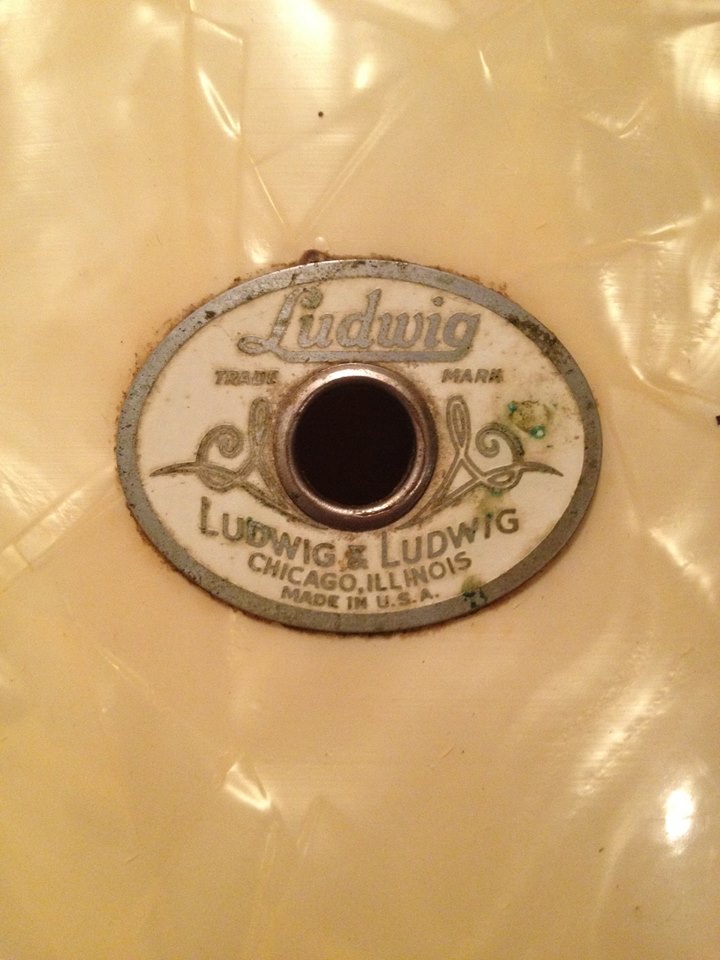 Ludwig
TRADE MARK
LUDWIG & LUDWIG
CHICAGO, ILLINOIS
MADE IN U.S.A.